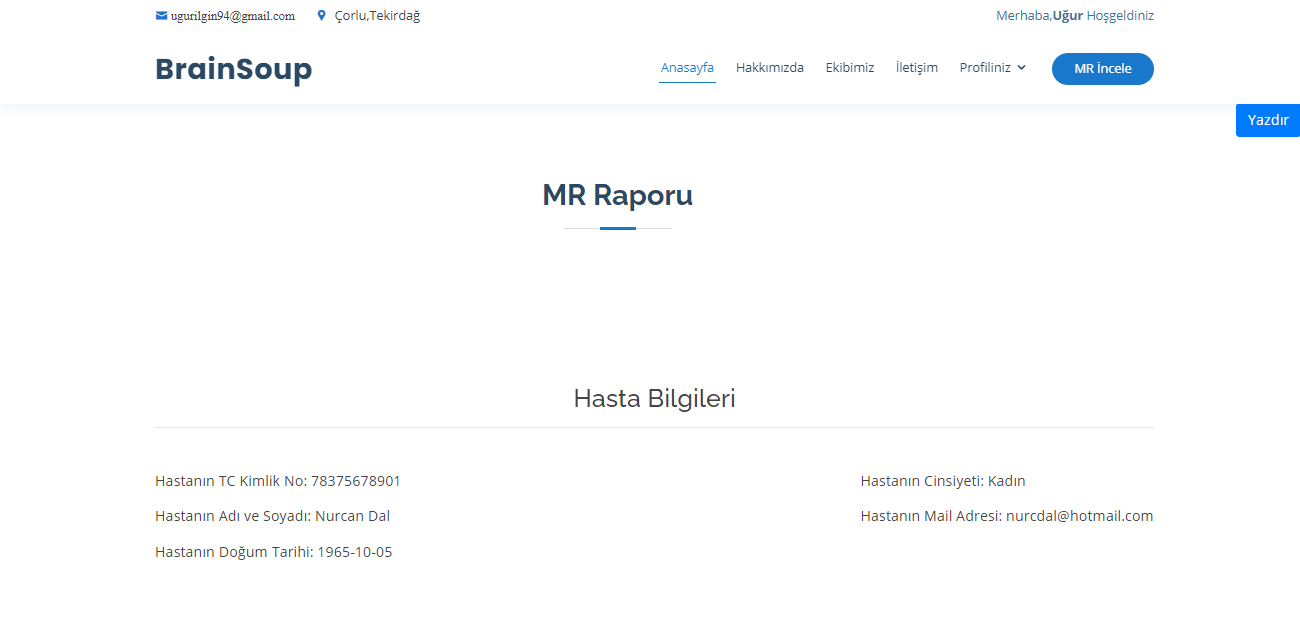 ugurilgin94@gmail.com Çorlu,Tekirdağ Merhaba,Uğur Hoşgeldiniz
BrainSoup Anasayfa Hakkımızda Ekibimiz İletişim Profiliniz MR İncele
Yazdır
MR Raporu
Hasta Bilgileri
Hastanın TC Kimlik No: 78375678901
Hastanın Adı ve Soyadı: Nurcan Dal
Hastanın Doğum Tarihi: 1965-10-05
Hastanın Cinsiyeti: Kadın
Hastanın Mail Adresi: nurcdal@hotmail.com